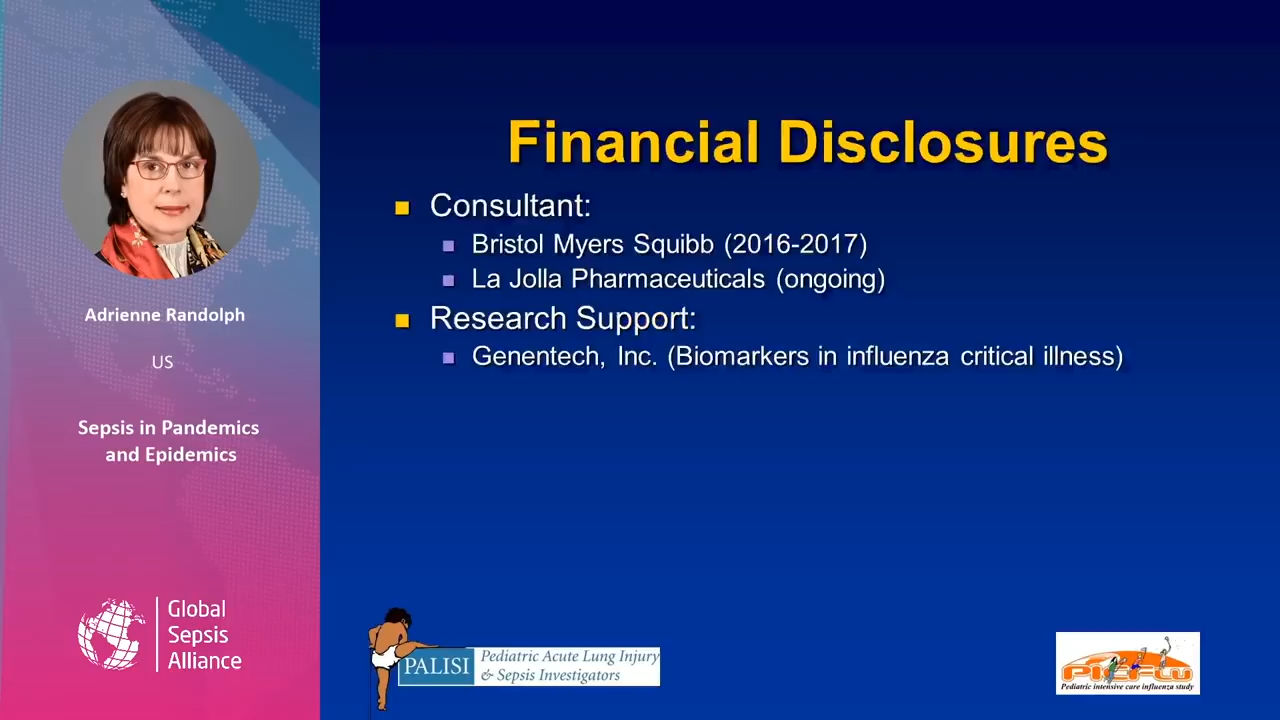 Financial Disclosures
Consultant:
Bristol Myers Squibb (2016-2017)
La Jolla Pharmaceuticals (ongoing)
Research Support:
Genentech, Inc. (Biomarkers in influenza critical illness)
Adrienne Randolph
US
Sepsis in Pandemics
and Epidemics
Global
Sepsis
Alliance
PALISI
Pediatric Acute Lung Injury
& Sepsis Investigators
PICFLU
Pediatric intensive care influenza study